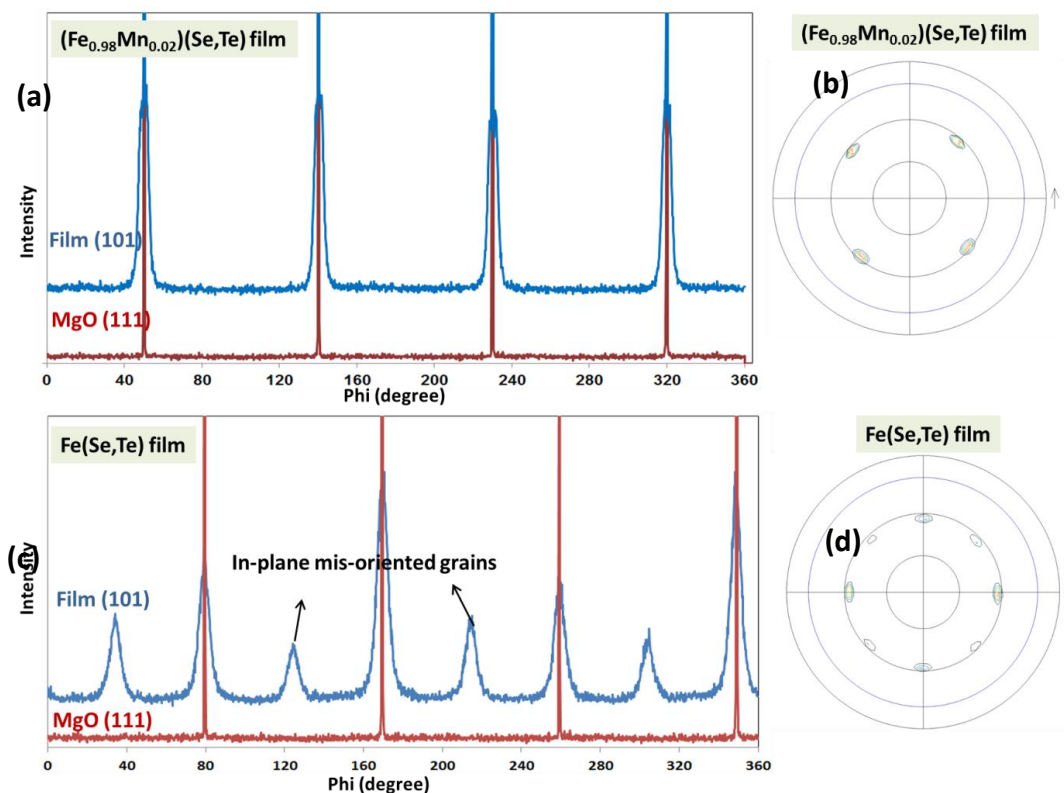 (Fe0.98Mn0.02)(Se,Te) film
(a)
Intensity
Film (101)
MgO (111)
0 40 80 120 160 200 240 280 320 360
Phi (degree)
(Fe0.98Mn0.02)(Se,Te) film
(b)
Fe(Se,Te) film
(c)
Intensity
In-plane mis-oriented grains
Film (101)
MgO (111)
0 40 80 120 160 200 240 280 320 360
Phi (degree)
Fe(Se,Te) film
(d)